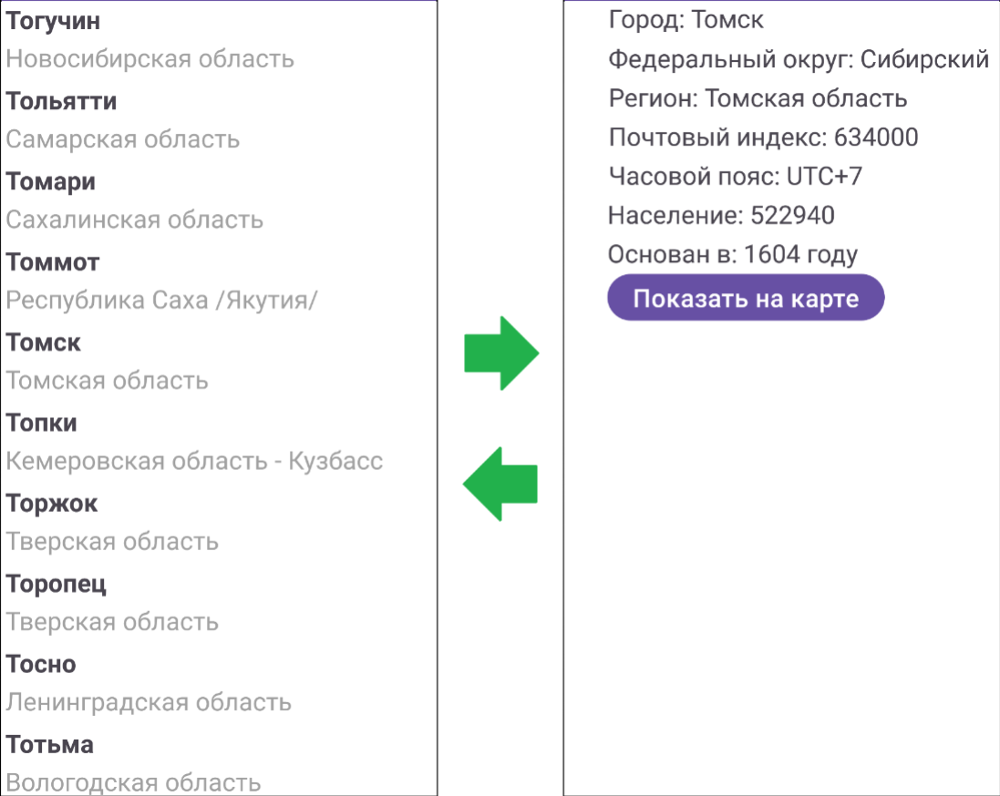 Тогучин
Новосибирская область
Тольятти
Самарская область
Томари
Сахалинская область
Томмот
Республика Саха /Якутия/
Томск
Томская область
Топки
Кемеровская область - Кузбасс
Торжок
Тверская область
Торопец
Тверская область
Тосно
Ленинградская область
Тотьма
Вологодская область
Город: Томск
Федеральный округ: Сибирский
Регион: Томская область
Почтовый индекс: 634000
Часовой пояс: UTC+7
Население: 522940
Основан в: 1604 году
Показать на карте